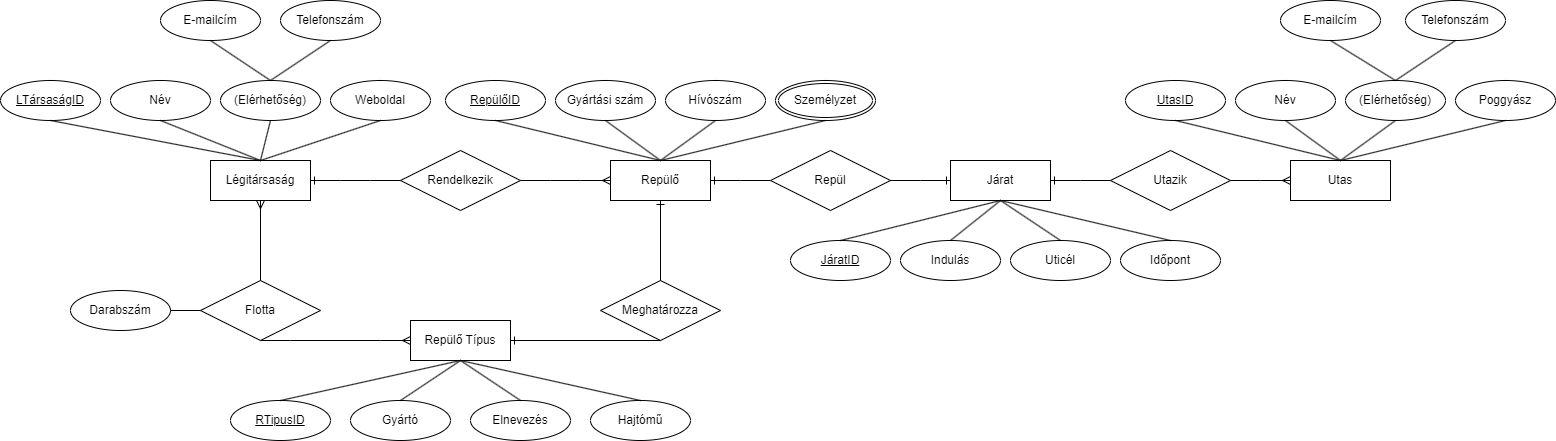 E-mailcím
Telefonszám
E-mailcím
Telefonszám
LTársaságID
Név
(Elérhetőség)
Weboldal
RepülőID
Gyártási szám
Hívószám
Személyzet
UtasID
Név
(Elérhetőség)
Poggyász
Légitársaság
Rendelkezik
Repülő
Repül
Járat
Utazik
Utas
JáratID
Indulás
Uticél
Időpont
Darabszám
Flotta
Meghatározza
Repülő Típus
RTipusID
Gyártó
Elnevezés
Hajtómű